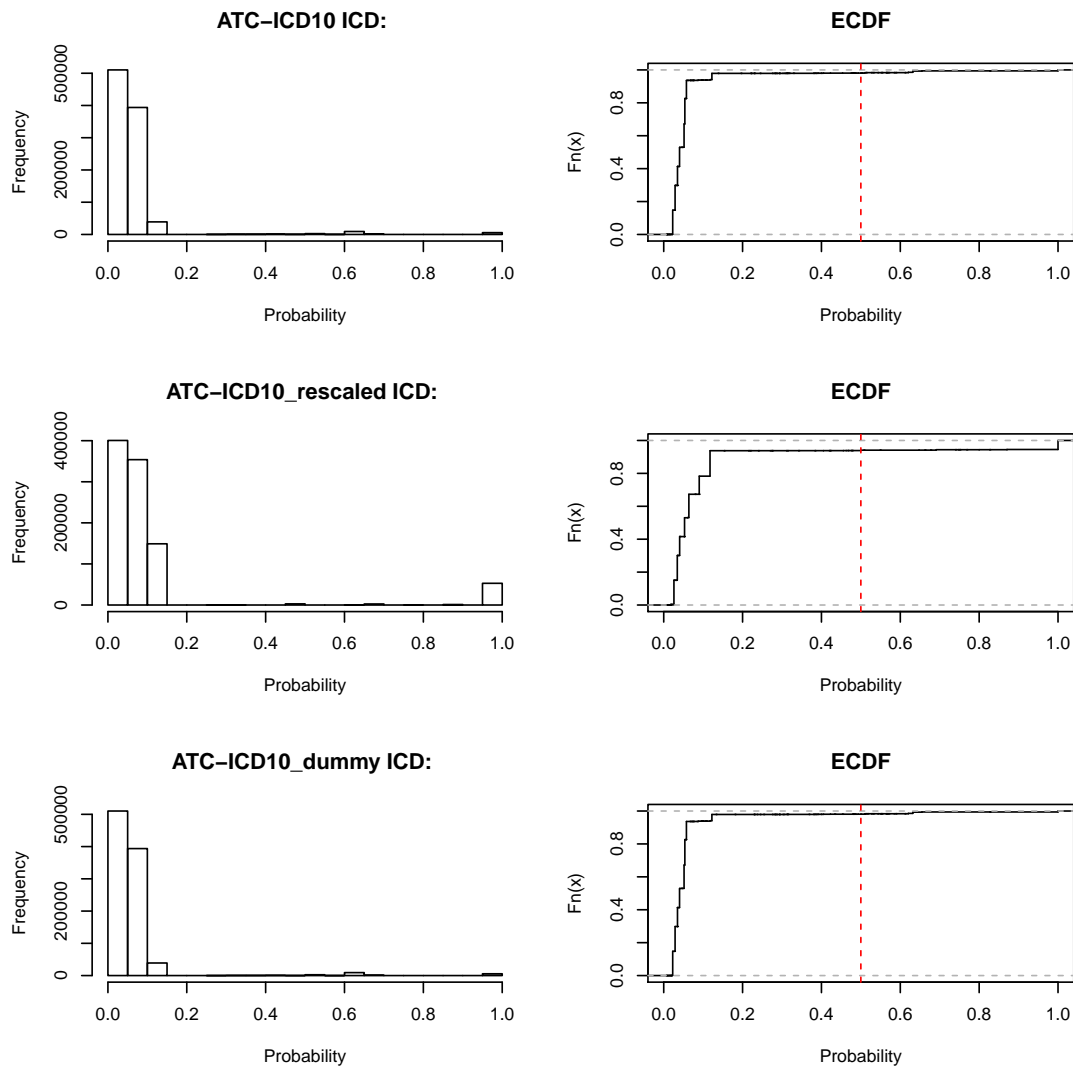 ATC−ICD10 ICD:
Frequency
0
200000
500000
0.0 0.2 0.4 0.6 0.8 1.0
Probability
ECDF
Fn(x)
0.0
0.4
0.8
0.0 0.2 0.4 0.6 0.8 1.0
Probability
ATC−ICD10_rescaled ICD:
Frequency
0
200000
400000
0.0 0.2 0.4 0.6 0.8 1.0
Probability
ECDF
Fn(x)
0.0
0.4
0.8
0.0 0.2 0.4 0.6 0.8 1.0
Probability
ATC−ICD10_dummy ICD:
Frequency
0
200000
500000
0.0 0.2 0.4 0.6 0.8 1.0
Probability
ECDF
Fn(x)
0.0
0.4
0.8
0.0 0.2 0.4 0.6 0.8 1.0
Probability